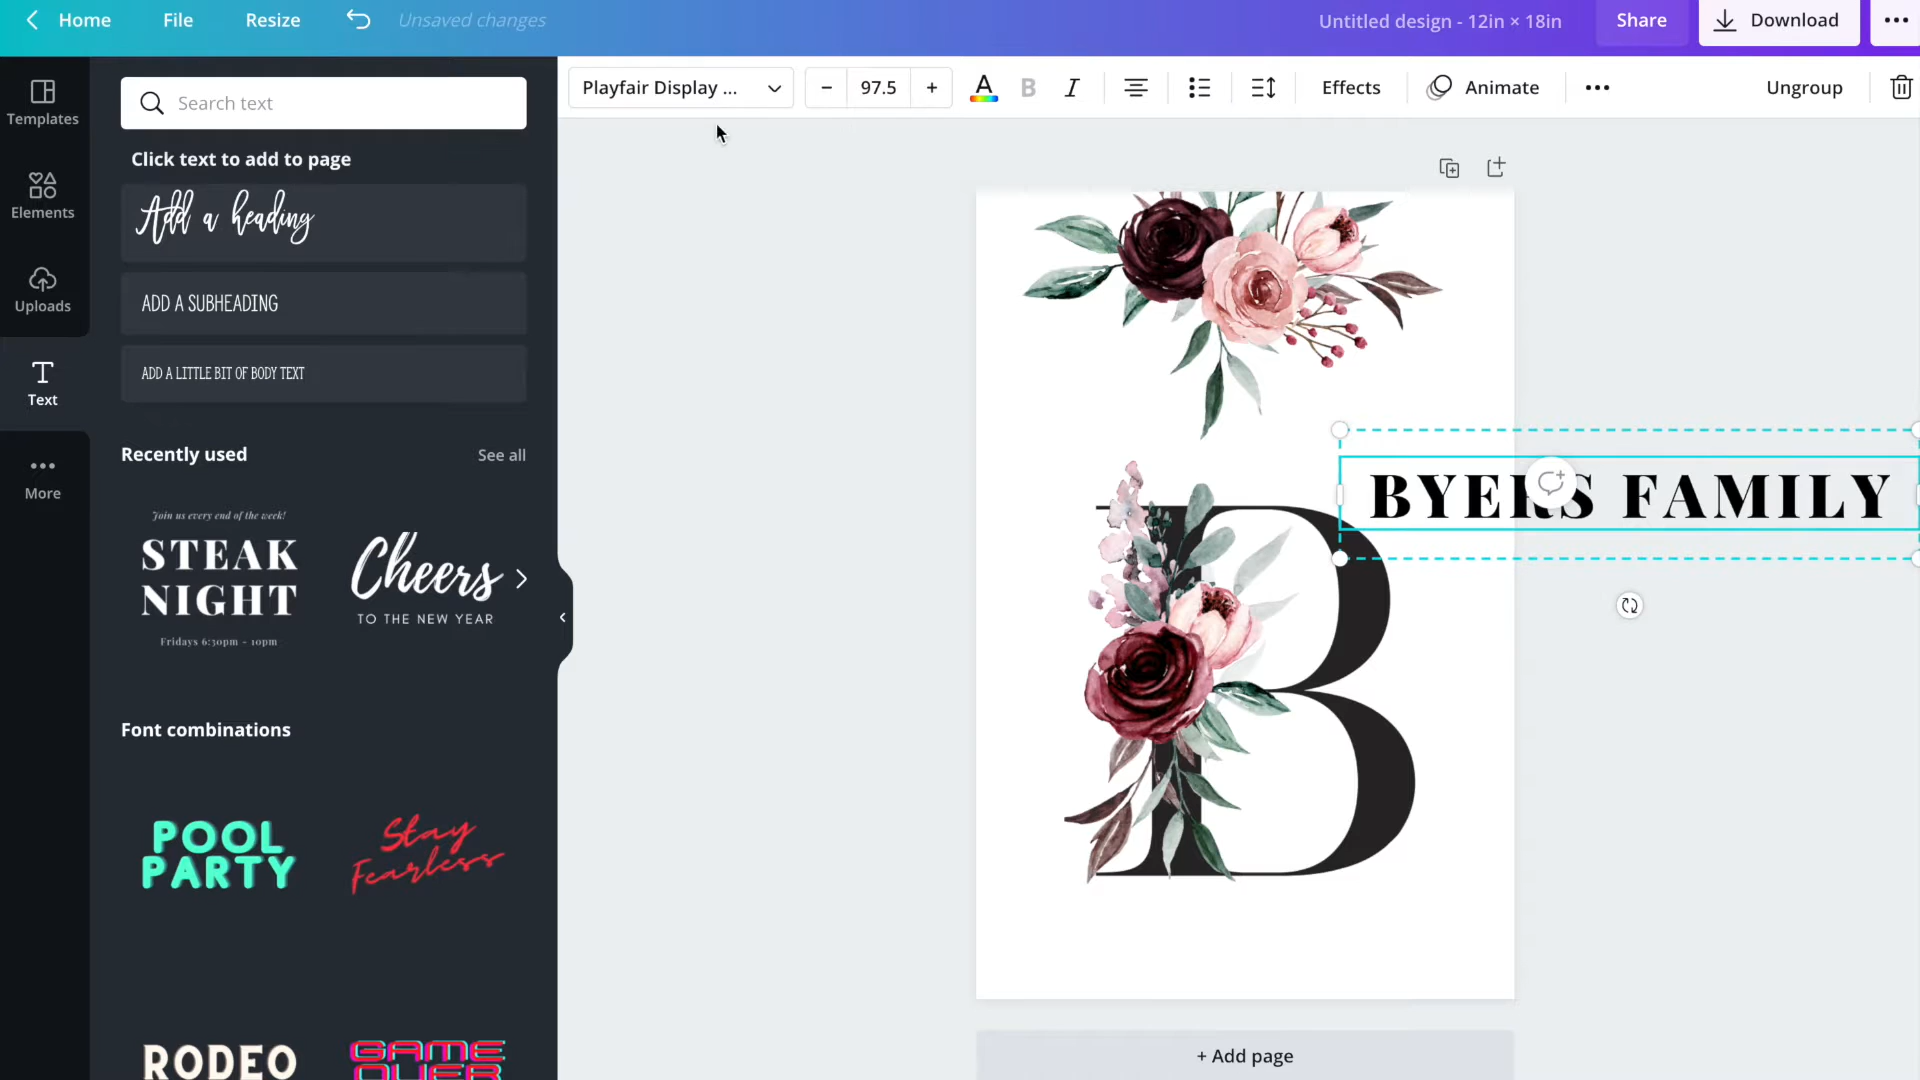 Home File Resize Unsaved changes Untitled design - 12in × 18in Share Download
Templates
Elements
Uploads
Text
More
Search text
Click text to add to page
Add a heading
ADD A SUBHEADING
ADD A LITTLE BIT OF BODY TEXT
Recently used See all
Join us every end of the week!
STEAK
NIGHT
Fridays 6:30pm - 10pm
Cheers
TO THE NEW YEAR
Font combinations
POOL
PARTY
Stay
Fearless
RODEO
GAME
OVER
Playfair Display ... 97.5 A B I Effects Animate Ungroup
BYERS FAMILY
B
+ Add page